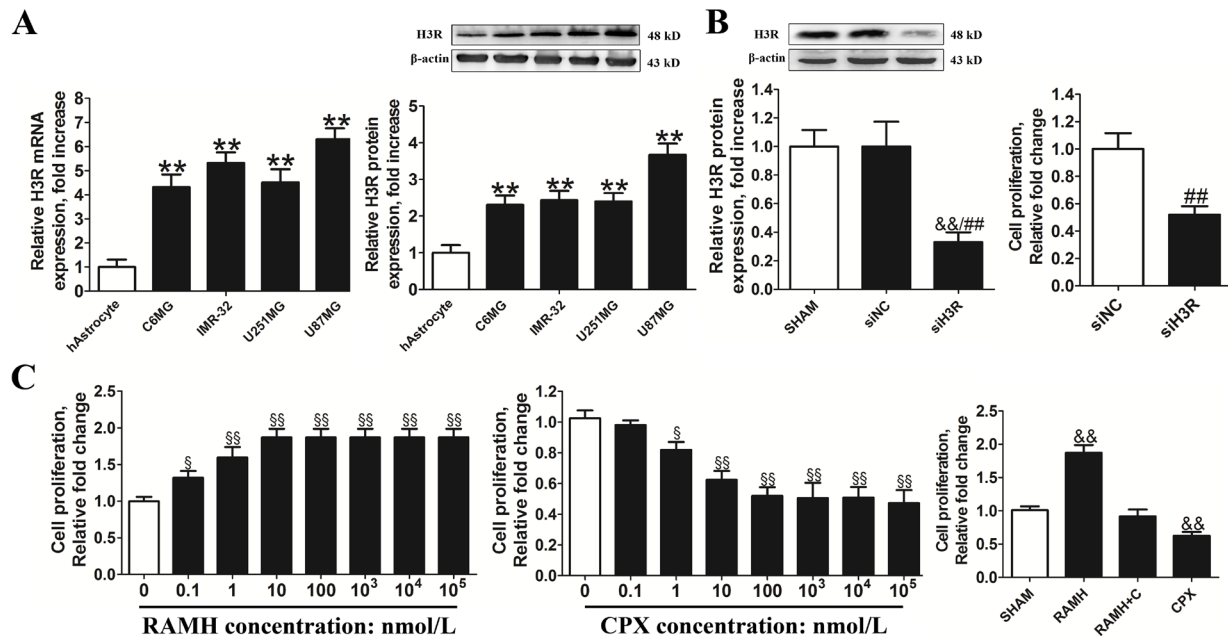 A
H3R
48 kD
β-actin
43 kD
Relative H3R mRNA
expression, fold increase
8
7
6
5
4
3
2
1
0
**
**
**
**
hAstrocyte
C6MG
IMR-32
U251MG
U87MG
Relative H3R protein
expression, fold increase
5
4
3
2
1
0
**
**
**
**
hAstrocyte
C6MG
IMR-32
U251MG
U87MG
B
H3R
48 kD
β-actin
43 kD
Relative H3R protein
expression, fold increase
1.4
1.2
1.0
0.8
0.6
0.4
0.2
0.0
&&/##
SHAM
siNC
siH3R
Cell proliferation,
Relative fold change
1.4
1.2
1.0
0.8
0.6
0.4
0.2
0.0
##
siNC
siH3R
C
Cell proliferation,
Relative fold change
2.5
2.0
1.5
1.0
0.5
0.0
§
§§
§§
§§
§§
§§
§§
0 0.1 1 10 100 10³ 10⁴ 10⁵
RAMH concentration: nmol/L
Cell proliferation,
Relative fold change
1.2
1.0
0.8
0.6
0.4
0.2
0.0
§
§§
§§
§§
§§
§§
0 0.1 1 10 100 10³ 10⁴ 10⁵
CPX concentration: nmol/L
Cell proliferation,
Relative fold change
2.5
2.0
1.5
1.0
0.5
0.0
&&
&&
SHAM
RAMH
RAMH+C
CPX